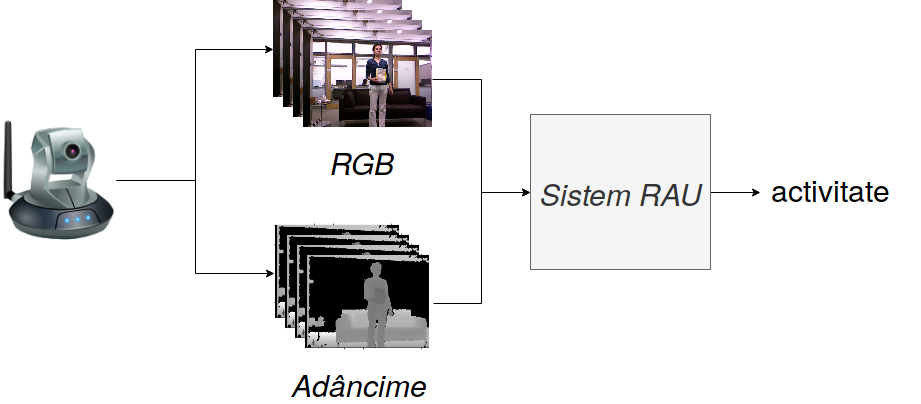 RGB
Sistem RAU
activitate
Adâncime